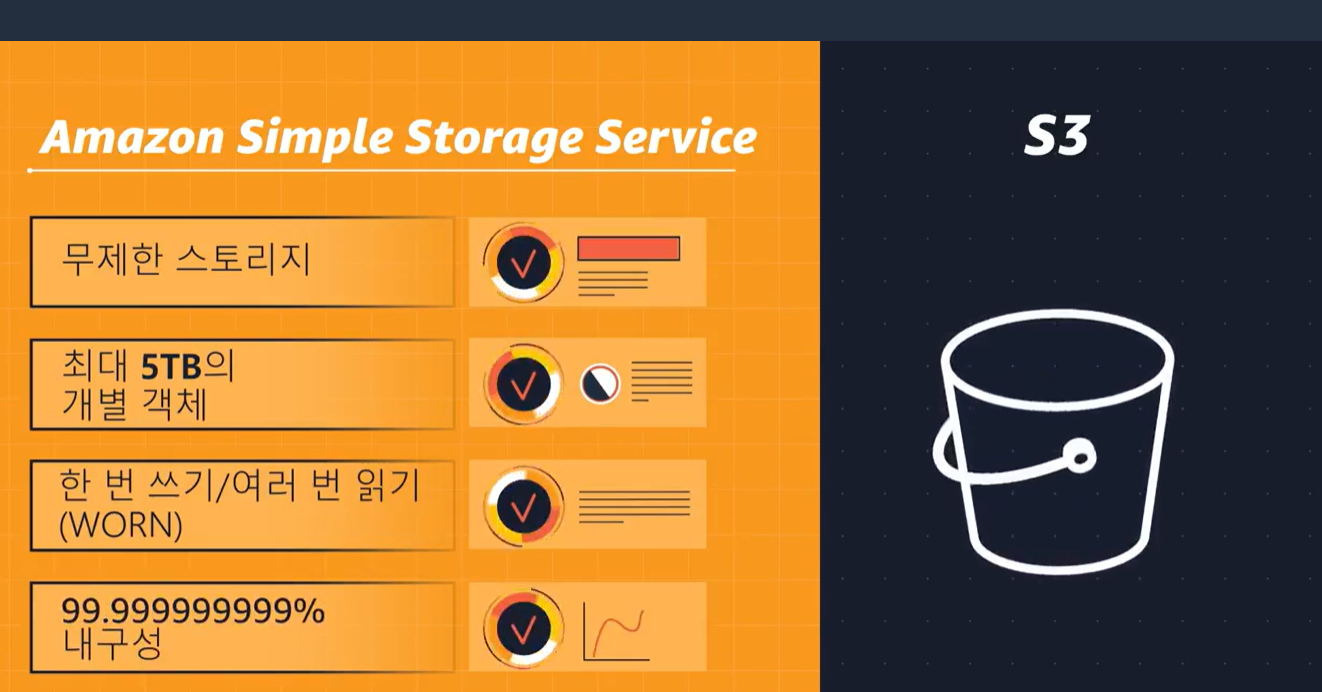 Amazon Simple Storage Service
S3
무제한 스토리지
최대 5TB의
개별 객체
한 번 쓰기/여러 번 읽기
(WORN)
99.999999999%
내구성